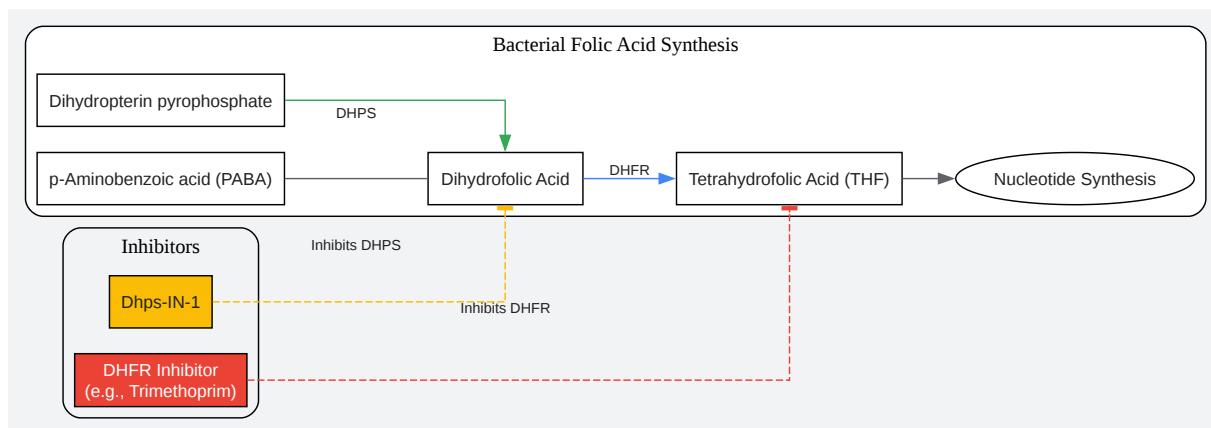 Bacterial Folic Acid Synthesis
Dihydropterin pyrophosphate
DHPS
p-Aminobenzoic acid (PABA)
Dihydrofolic Acid
DHFR
Tetrahydrofolic Acid (THF)
Nucleotide Synthesis
Inhibitors
Inhibits DHPS
Dhps-IN-1
Inhibits DHFR
DHFR Inhibitor
(e.g., Trimethoprim)